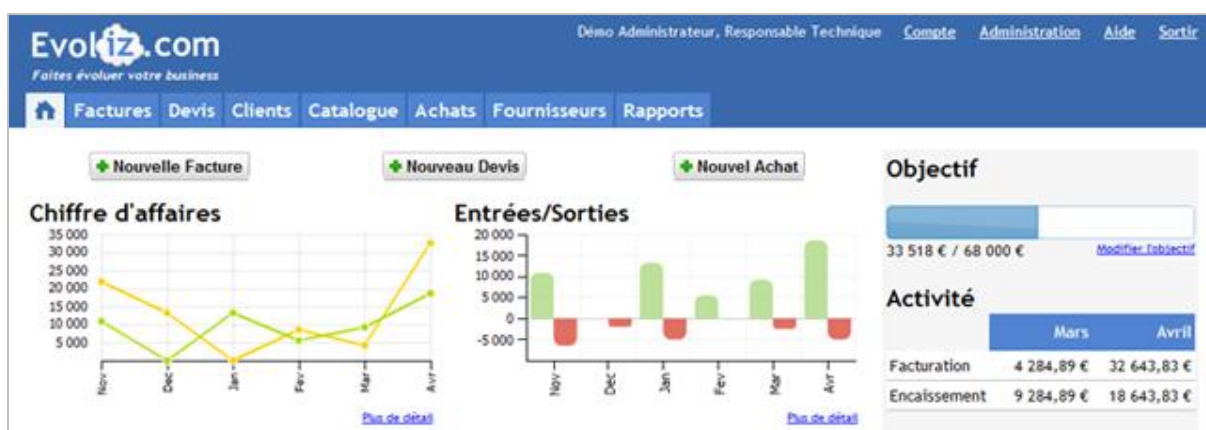 Evoliz.com
Faites évoluer votre business
Démo Administrateur, Responsable Technique Compte Administration Aide Sortir
Factures Devis Clients Catalogue Achats Fournisseurs Rapports
Nouvelle Facture
Nouveau Devis
Nouvel Achat
Chiffre d'affaires
35 000
30 000
25 000
20 000
15 000
10 000
5 000
Nov Dec Jan Fev Mar Avr
Plus de détail
Entrées/Sorties
20 000
15 000
10 000
5 000
0
-5 000
Nov Dec Jan Fev Mar Avr
Plus de détail
Objectif
33 518 € / 68 000 € Modifier l'objectif
Activité
Mars Avril
Facturation 4 284,89 € 32 643,83 €
Encaissement 9 284,89 € 18 643,83 €